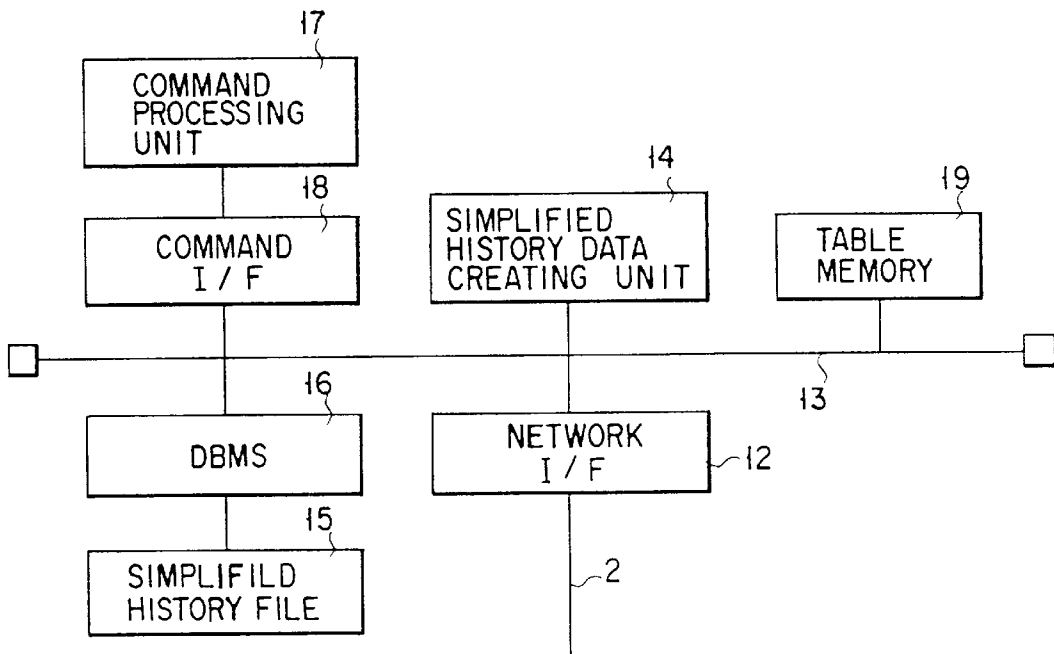 17
COMMAND
PROCESSING
UNIT
18
COMMAND
I / F
14
SIMPLIFIED
HISTORY DATA
CREATING UNIT
19
TABLE
MEMORY
13
16
DBMS
NETWORK
I / F
12
15
SIMPLIFILD
HISTORY FILE
2